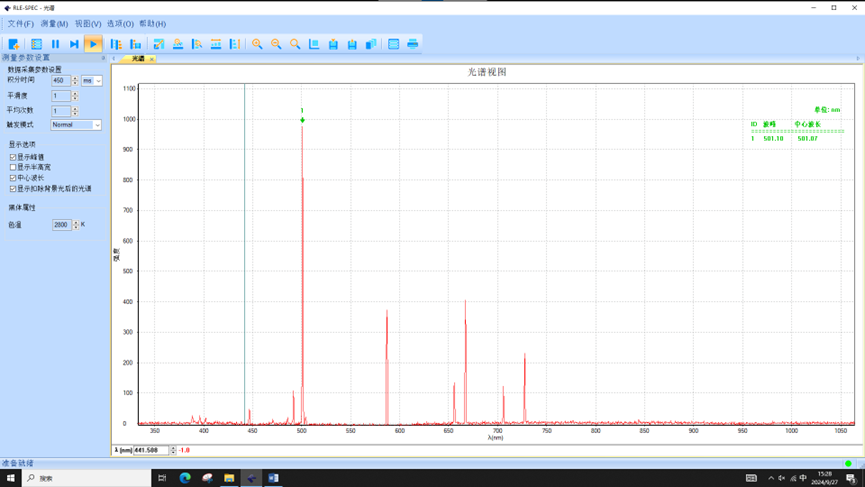 RLE-SPEC - 光谱
文件(F) 测量(M) 视图(V) 选项(O) 帮助(H)
测量参数设置
光谱
数据采集参数设置
积分时间 450 ms
平滑度 1
平均次数 1
触发模式 Normal
显示选项
显示峰值
显示半高宽
中心波长
显示扣除背景光后的光谱
黑体属性
色温 2800 K
光谱视图
单位: nm
ID 波峰 中心波长
1 501.10 501.07
1
强度
1100
1000
900
800
700
600
500
400
300
200
100
0
350 400 450 500 550 600 650 700 750 800 850 900 950 1000 1050
λ(nm)
λ [nm] 441.508 -1.0
准备就绪
搜索
中
15:28
2024/9/27